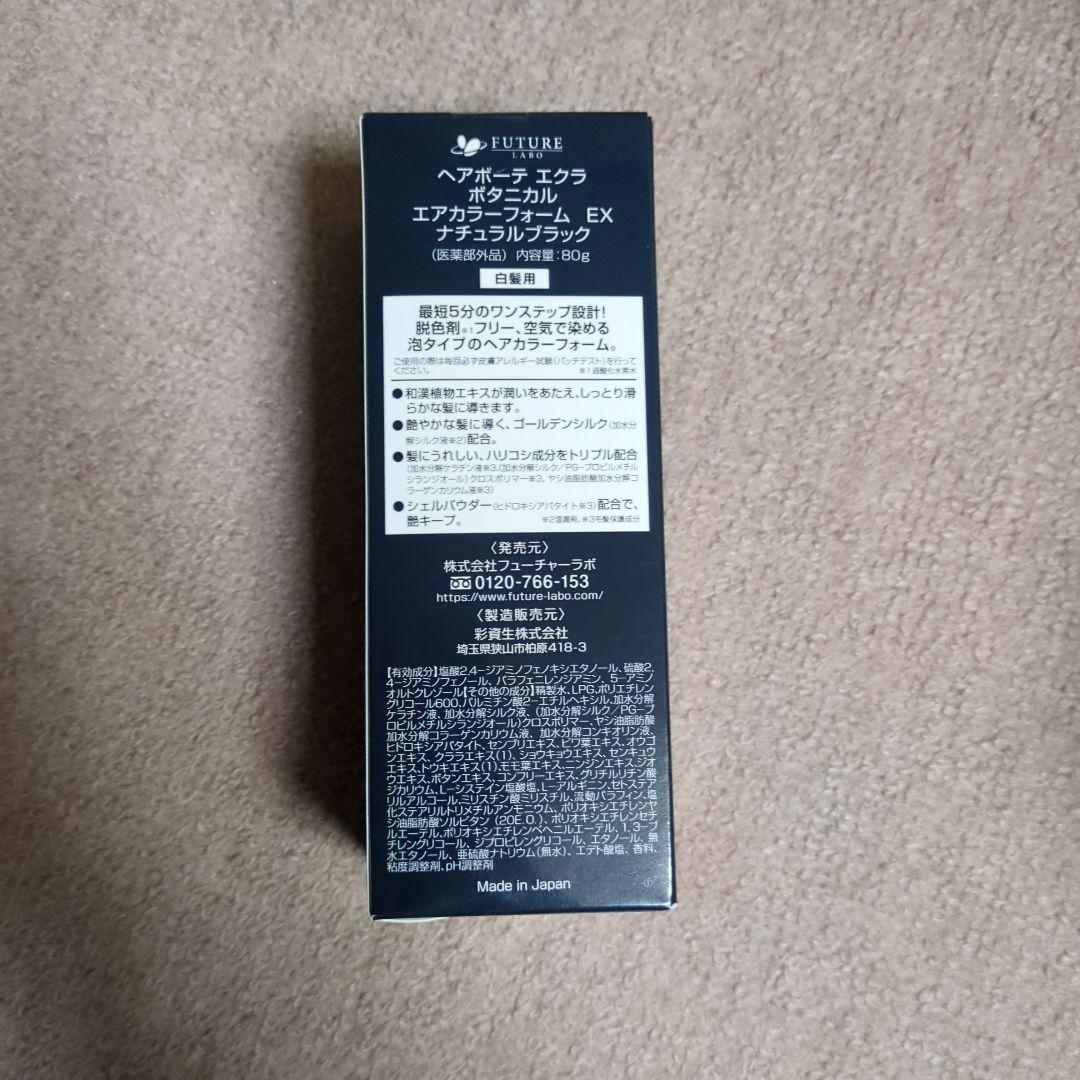 FUTURE
LABO
ヘアボーテ エクラ
ボタニカル
エアカラーフォーム EX
ナチュラルブラック
(医薬部外品) 内容量:80g
白髪用
最短5分のワンステップ設計!
脱色剤※1フリー、空気で染める
泡タイプのヘアカラーフォーム。
ご使用の際は毎回必ず皮膚アレルギー試験(パッチテスト)を行って
ください。 ※1過酸化水素水
●和漢植物エキスが潤いをあたえ、しっとり滑
らかな髪に導きます。
●艶やかな髪に導く、ゴールデンシルク(加水分
解シルク液※2)配合。
●髪にうれしい、ハリコシ成分をトリプル配合
(加水分解ケラチン液※3、(加水分解シルク/PG-プロピルメチル
シランジオール)クロスポリマー※3、ヤシ油脂肪酸加水分解コ
ラーゲンカリウム液※3)
●シェルパウダー(ヒドロキシアパタイト※3)配合で、
艶キープ。 ※2湿潤剤、※3毛髪保護成分
〈発売元〉
株式会社フューチャーラボ
0120-766-153
https://www.future-labo.com/
〈製造販売元〉
彩資生株式会社
埼玉県狭山市柏原418-3
【有効成分】塩酸2,4-ジアミノフェノキシエタノール、硫酸2,
4-ジアミノフェノール、パラフェニレンジアミン、5-アミノ
オルトクレゾール【その他の成分】精製水、LPG、ポリエチレン
グリコール600、パルミチン酸2-エチルヘキシル、加水分解
ケラチン液、加水分解シルク液、(加水分解シルク/PG-プ
ロピルメチルシランジオール)クロスポリマー、ヤシ油脂肪酸
加水分解コラーゲンカリウム液、加水分解コンキオリン液、
ヒドロキシアパタイト、センブリエキス、ビワ葉エキス、オウゴ
ンエキス、クララエキス(1)、ショウキョウエキス、センキュウ
エキス、トウキエキス(1)、モモ葉エキス、ニンジンエキス、ジオ
ウエキス、ボタンエキス、コンフリーエキス、グリチルリチン酸
ジカリウム、L-システイン塩酸塩、L-アルギニン、セトステア
リルアルコール、ミリスチン酸ミリスチル、流動パラフィン、塩
化ステアリルトリメチルアンモニウム、ポリオキシエチレンヤ
シ油脂肪酸ソルビタン(20E.O.)、ポリオキシエチレンセチ
ルエーテル、ポリオキシエチレンベヘニルエーテル、1,3-ブ
チレングリコール、ジプロピレングリコール、エタノール、無
水エタノール、亜硫酸ナトリウム(無水)、エデト酸塩、香料、
粘度調整剤、pH調整剤
Made in Japan